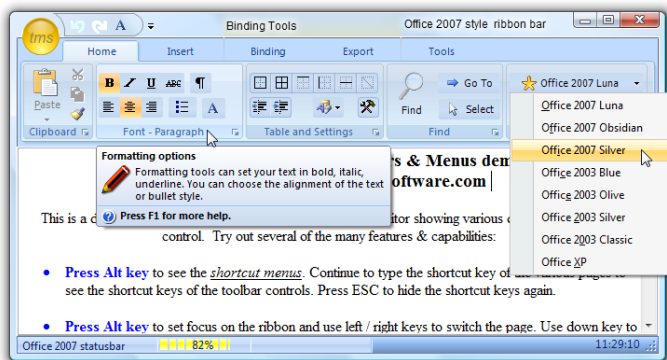 tms
A
Binding Tools
Office 2007 style ribbon bar
Home Insert Binding Export Tools
B I U ABC ¶
Go To
Office 2007 Luna
Paste
A
Find
Select
Clipboard
Font - Paragraph
Table and Settings
Find
Office 2007 Luna
Office 2007 Obsidian
Office 2007 Silver
Office 2003 Blue
Office 2003 Olive
Office 2003 Silver
Office 2003 Classic
Office XP
Formatting options
Formatting tools can set your text in bold, italic,
underline. You can choose the alignment of the text
or bullet style.
Press F1 for more help.
& Menus
oftware.com
This is a
itor showing various
control. Try out several of the many features & capabilities:
• Press Alt key to see the shortcut menus. Continue to type the shortcut key of the various pages to
see the shortcut keys of the toolbar controls. Press ESC to hide the shortcut keys again.
• Press Alt key to set focus on the ribbon and use left / right keys to switch the page. Use down key to
Office 2007 statusbar
82%
11:29:10